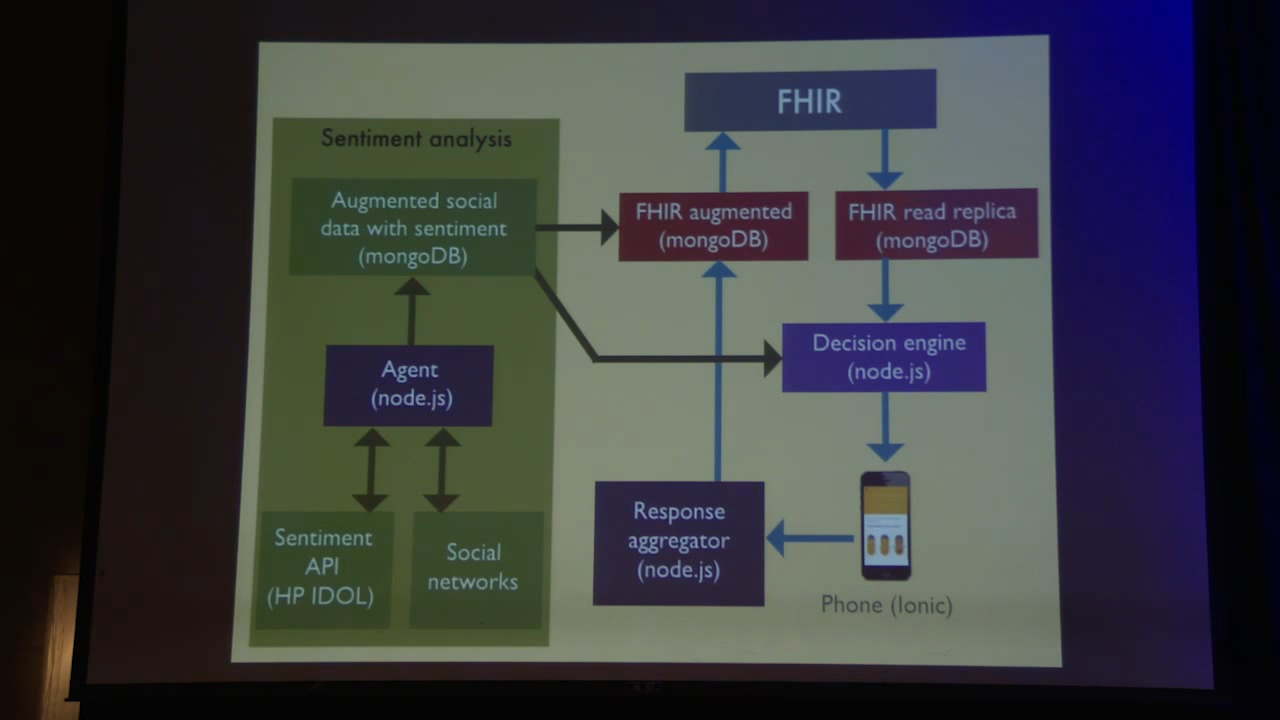 FHIR
Sentiment analysis
Augmented social
data with sentiment
(mongoDB)
FHIR augmented
(mongoDB)
FHIR read replica
(mongoDB)
Agent
(node.js)
Decision engine
(node.js)
Sentiment
API
(HP IDOL)
Social
networks
Response
aggregator
(node.js)
Phone (Ionic)